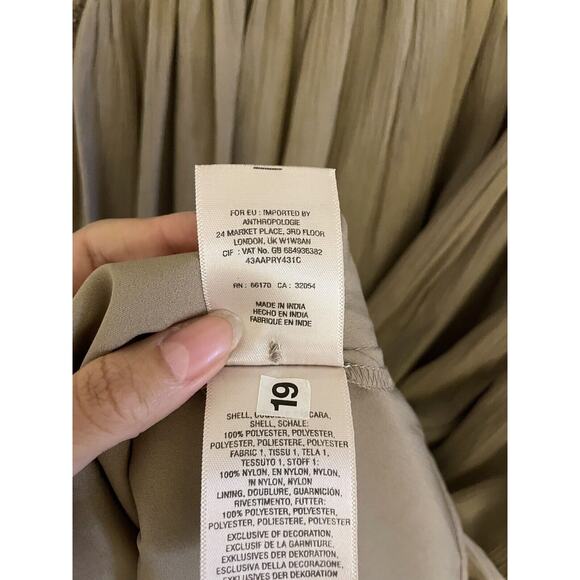 FOR EU : IMPORTED BY
ANTHROPOLOGIE
24 MARKET PLACE, 3RD FLOOR
LONDON, UK W1W8AN
CIF : VAT No. GB 684936382
43AAPRY431C
RN : 66170 CA : 32054
MADE IN INDIA
HECHO EN INDIA
FABRIQUÉ EN INDE
19
SHELL, CARA,
SHELL, SCHALE:
100% POLYESTER, POLYESTER,
POLYESTER, POLIESTERE, POLYESTER
FABRIC 1, TISSU 1, TELA 1,
TESSUTO 1, STOFF 1:
100% NYLON, EN NYLON, NYLON,
IN NYLON, NYLON
LINING, DOUBLURE, GUARNICIÓN,
RIVESTIMENTO, FUTTER:
100% POLYESTER, POLYESTER,
POLYESTER, POLIESTERE, POLYESTER
EXCLUSIVE OF DECORATION,
EXCLUSIF DE LA GARNITURE,
EXKLUSIVES DER DEKORATION,
ESCLUSIVA DELLA DECORAZIONE,
EXKLUSIVES DER DEKORATION